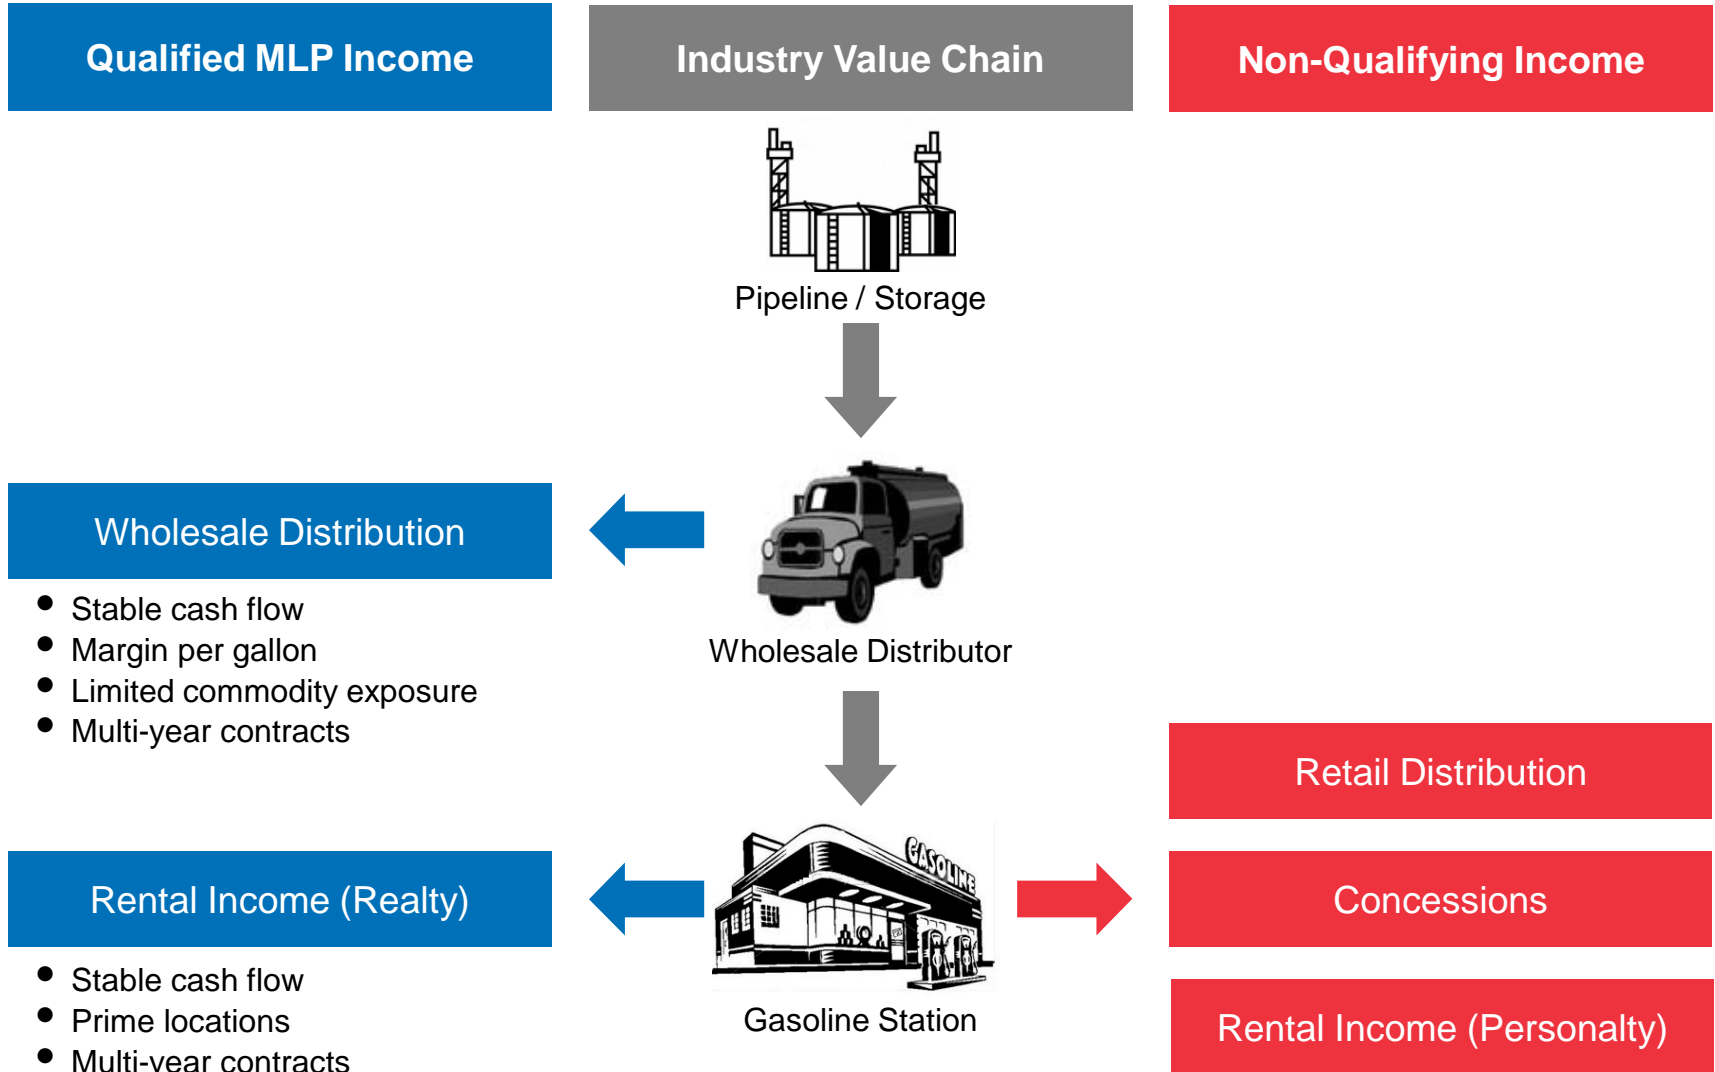 Qualified MLP Income
Industry Value Chain
Non-Qualifying Income
Pipeline / Storage
Wholesale Distribution
• Stable cash flow
• Margin per gallon
• Limited commodity exposure
• Multi-year contracts
Wholesale Distributor
Retail Distribution
Rental Income (Realty)
• Stable cash flow
• Prime locations
• Multi-year contracts
GASOLINE
Gasoline Station
Concessions
Rental Income (Personalty)